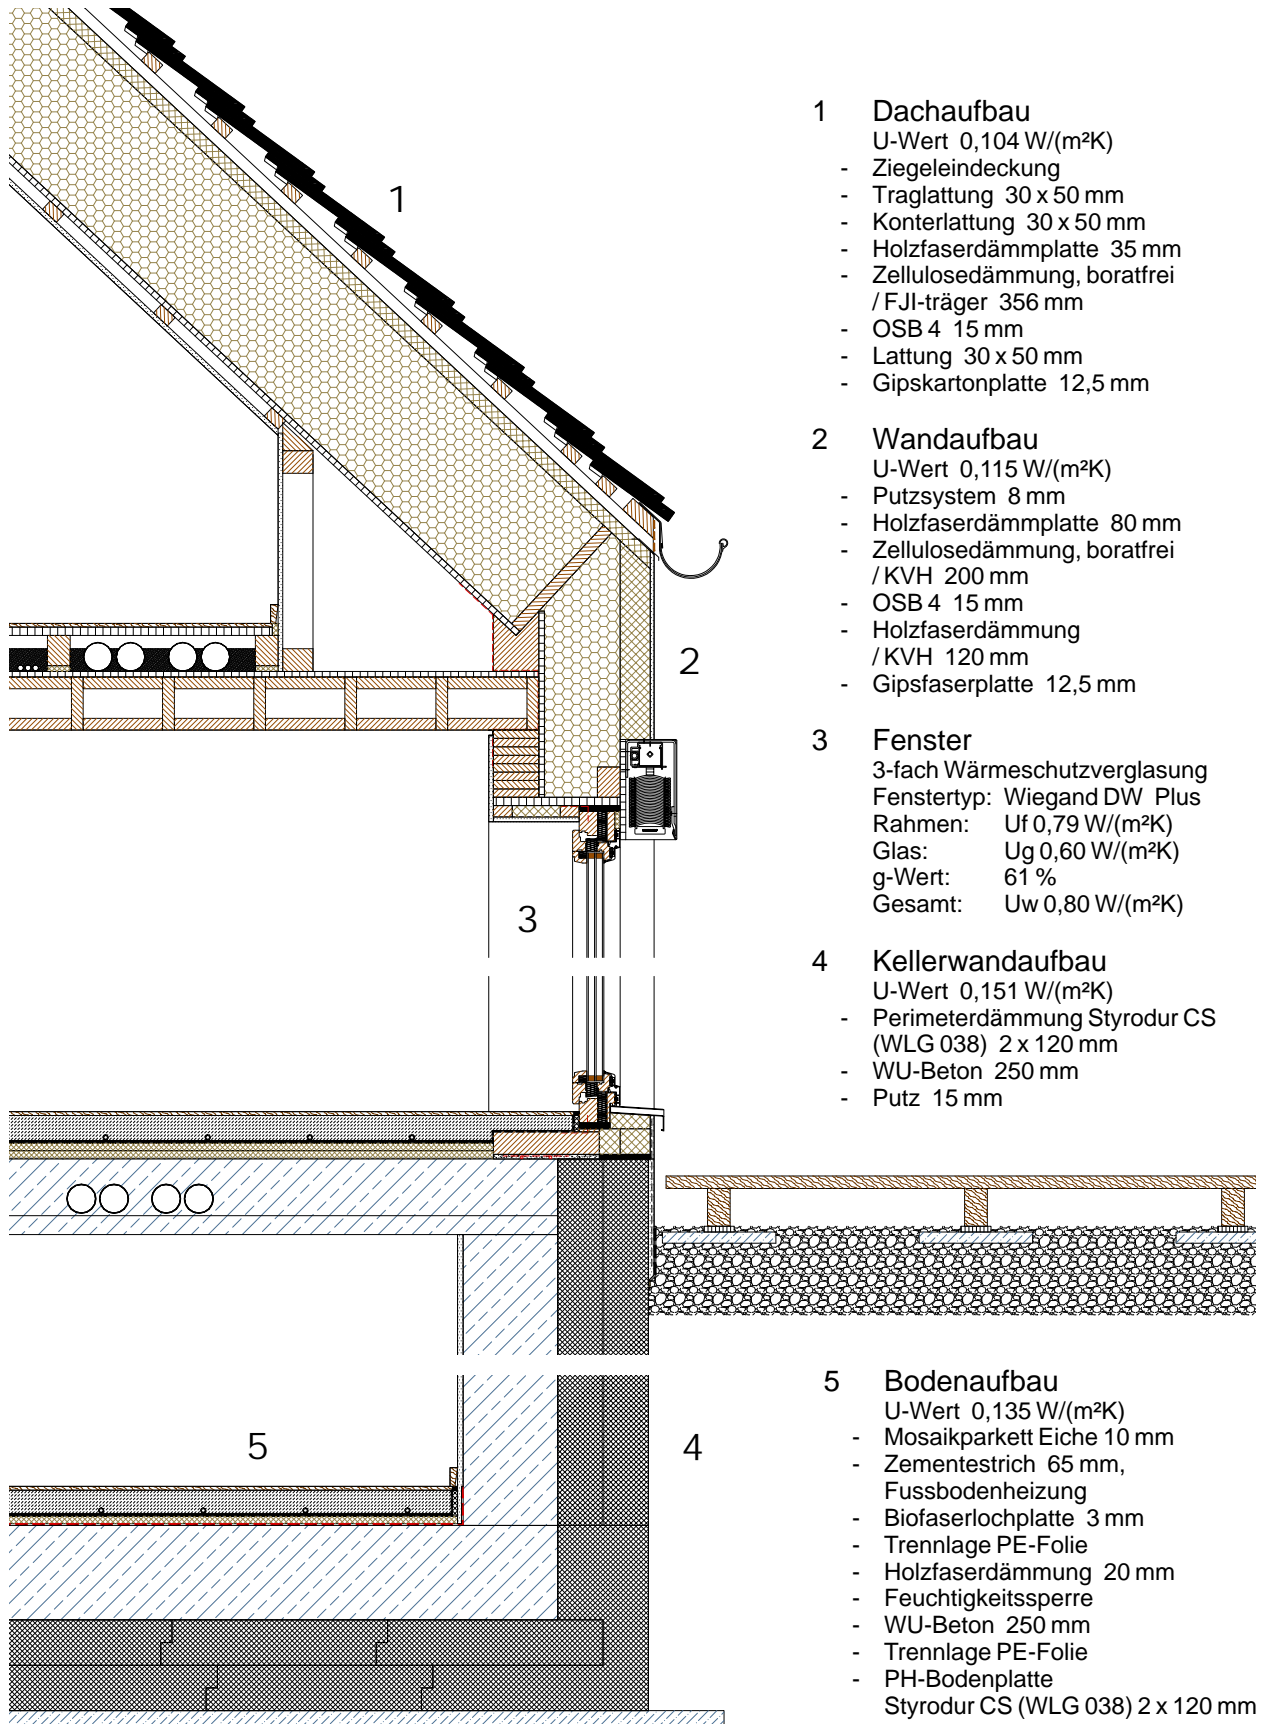 1 Dachaufbau
U-Wert 0,104 W/(m²K)
- Ziegeleindeckung
- Traglattung 30 x 50 mm
- Konterlattung 30 x 50 mm
- Holzfaserdämmplatte 35 mm
- Zellulosedämmung, boratfrei
/ FJI-träger 356 mm
- OSB 4 15 mm
- Lattung 30 x 50 mm
- Gipskartonplatte 12,5 mm
2 Wandaufbau
U-Wert 0,115 W/(m²K)
- Putzsystem 8 mm
- Holzfaserdämmplatte 80 mm
- Zellulosedämmung, boratfrei
/ KVH 200 mm
- OSB 4 15 mm
- Holzfaserdämmung
/ KVH 120 mm
- Gipsfaserplatte 12,5 mm
3 Fenster
3-fach Wärmeschutzverglasung
Fenstertyp: Wiegand DW Plus
Rahmen: Uf 0,79 W/(m²K)
Glas: Ug 0,60 W/(m²K)
g-Wert: 61 %
Gesamt: Uw 0,80 W/(m²K)
4 Kellerwandaufbau
U-Wert 0,151 W/(m²K)
- Perimeterdämmung Styrodur CS
(WLG 038) 2 x 120 mm
- WU-Beton 250 mm
- Putz 15 mm
5 Bodenaufbau
U-Wert 0,135 W/(m²K)
- Mosaikparkett Eiche 10 mm
- Zementestrich 65 mm,
Fussbodenheizung
- Biofaserlochplatte 3 mm
- Trennlage PE-Folie
- Holzfaserdämmung 20 mm
- Feuchtigkeitssperre
- WU-Beton 250 mm
- Trennlage PE-Folie
- PH-Bodenplatte
Styrodur CS (WLG 038) 2 x 120 mm
1
2
3
4
5